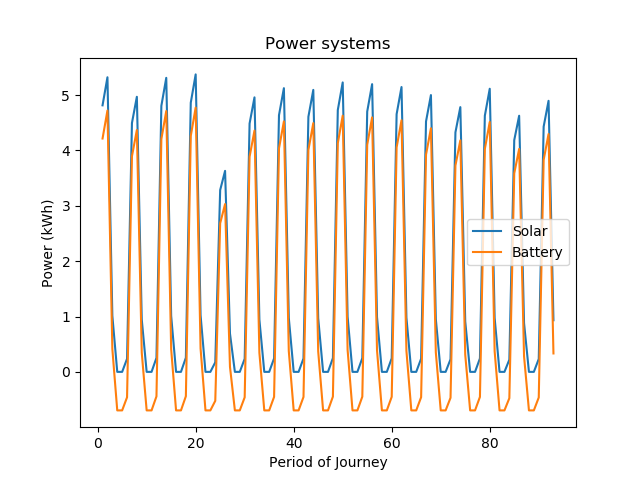 Power systems
Power (kWh)
5
4
3
2
1
0
Solar
Battery
0 20 40 60 80
Period of Journey